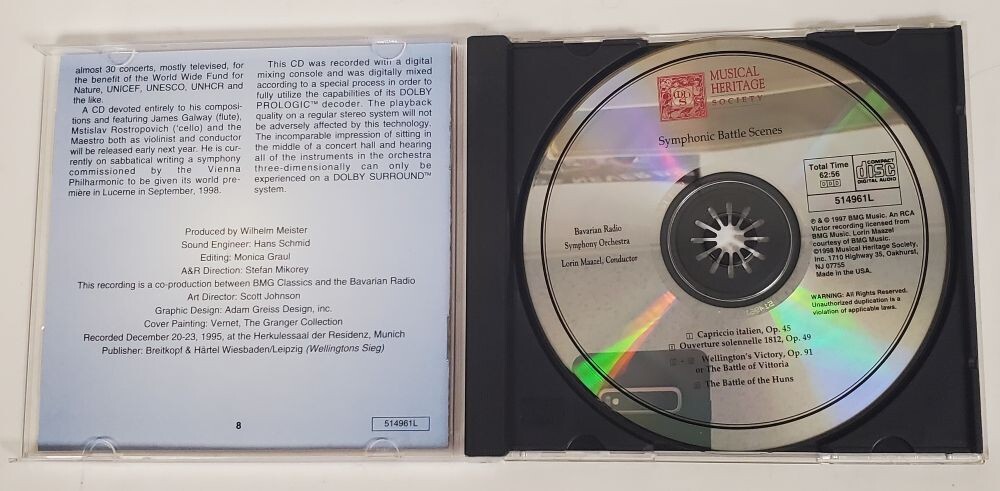 almost 30 concerts, mostly televised, for
the benefit of the World Wide Fund for
Nature, UNICEF, UNESCO, UNHCR and
the like.
A CD devoted entirely to his composi-
tions and featuring James Galway (flute),
Mstislav Rostropovich ('cello) and the
Maestro both as violinist and conductor
will be released early next year. He is cur-
rently on sabbatical writing a symphony
commissioned by the Vienna
Philharmonic to be given its world pre-
mière in Lucerne in September, 1998.
This CD was recorded with a digital
mixing console and was digitally mixed
according to a special process in order to
fully utilize the capabilities of its DOLBY
PROLOGIC™ decoder. The playback
quality on a regular stereo system will not
be adversely affected by this technology.
The incomparable impression of sitting in
the middle of a concert hall and hearing
all of the instruments in the orchestra
three-dimensionally can only be
experienced on a DOLBY SURROUND™
system.
Produced by Wilhelm Meister
Sound Engineer: Hans Schmid
Editing: Monica Graul
A&R Direction: Stefan Mikorey
This recording is a co-production between BMG Classics and the Bavarian Radio
Art Director: Scott Johnson
Graphic Design: Adam Greiss Design, inc.
Cover Painting: Vernet, The Granger Collection
Recorded December 20-23, 1995, at the Herkulessaal der Residenz, Munich
Publisher: Breitkopf & Härtel Wiesbaden/Leipzig (Wellingtons Sieg)
8
514961L
MUSICAL
HERITAGE
SOCIETY
Symphonic Battle Scenes
Total Time
62:56
DDD
COMPACT
disc
DIGITAL AUDIO
514961L
Bavarian Radio
Symphony Orchestra
Lorin Maazel, Conductor
℗ & © 1997 BMG Music. An RCA
Victor recording licensed from
BMG Music. Lorin Maazel
courtesy of BMG Music.
©1998 Musical Heritage Society,
Inc. 1710 Highway 35, Oakhurst,
NJ 07755
Made in the USA.
WARNING: All Rights Reserved.
Unauthorized duplication is a
violation of applicable laws.
1 Capriccio italien, Op. 45
2 Ouverture solennelle 1812, Op. 49
Wellington's Victory, Op. 91
or The Battle of Vittoria
The Battle of the Huns